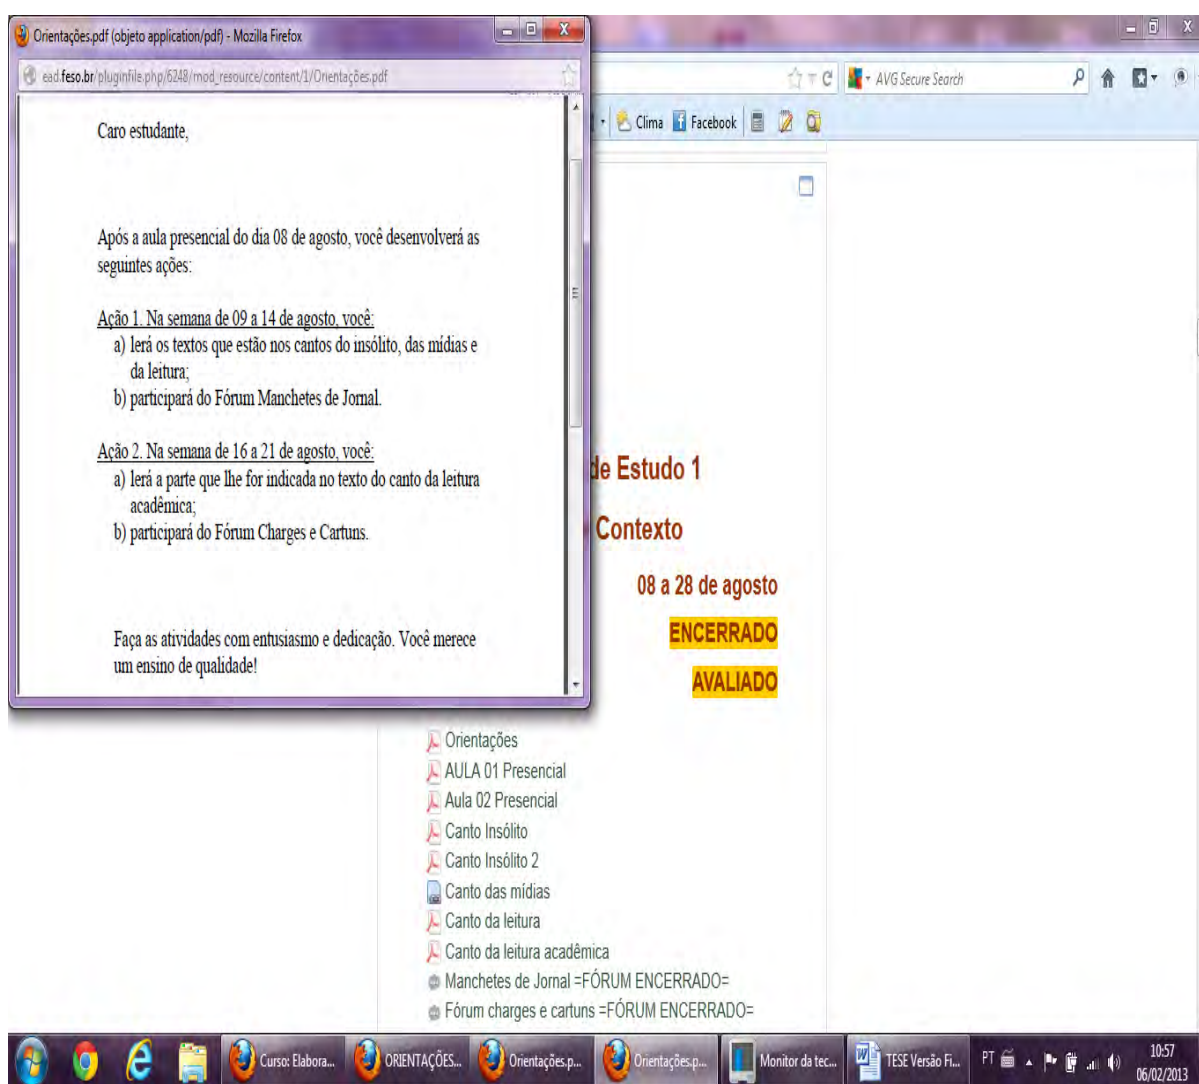 Orientações.pdf (objeto application/pdf) - Mozilla Firefox
ead.feso.br/pluginfile.php/6248/mod_resource/content/1/Orientações.pdf
AVG Secure Search
Clima Facebook
Caro estudante,
Após a aula presencial do dia 08 de agosto, você desenvolverá as
seguintes ações:
Ação 1. Na semana de 09 a 14 de agosto, você:
a) lerá os textos que estão nos cantos do insólito, das mídias e
da leitura;
b) participará do Fórum Manchetes de Jornal.
Ação 2. Na semana de 16 a 21 de agosto, você:
a) lerá a parte que lhe for indicada no texto do canto da leitura
acadêmica;
b) participará do Fórum Charges e Cartuns.
Faça as atividades com entusiasmo e dedicação. Você merece
um ensino de qualidade!
de Estudo 1
Contexto
08 a 28 de agosto
ENCERRADO
AVALIADO
Orientações
AULA 01 Presencial
Aula 02 Presencial
Canto Insólito
Canto Insólito 2
Canto das mídias
Canto da leitura
Canto da leitura acadêmica
Manchetes de Jornal =FÓRUM ENCERRADO=
Fórum charges e cartuns =FÓRUM ENCERRADO=
Curso: Elabora... ORIENTAÇÕES... Orientações.p... Orientações.p... Monitor da tec... TESE Versão Fi... PT 10:57
06/02/2013